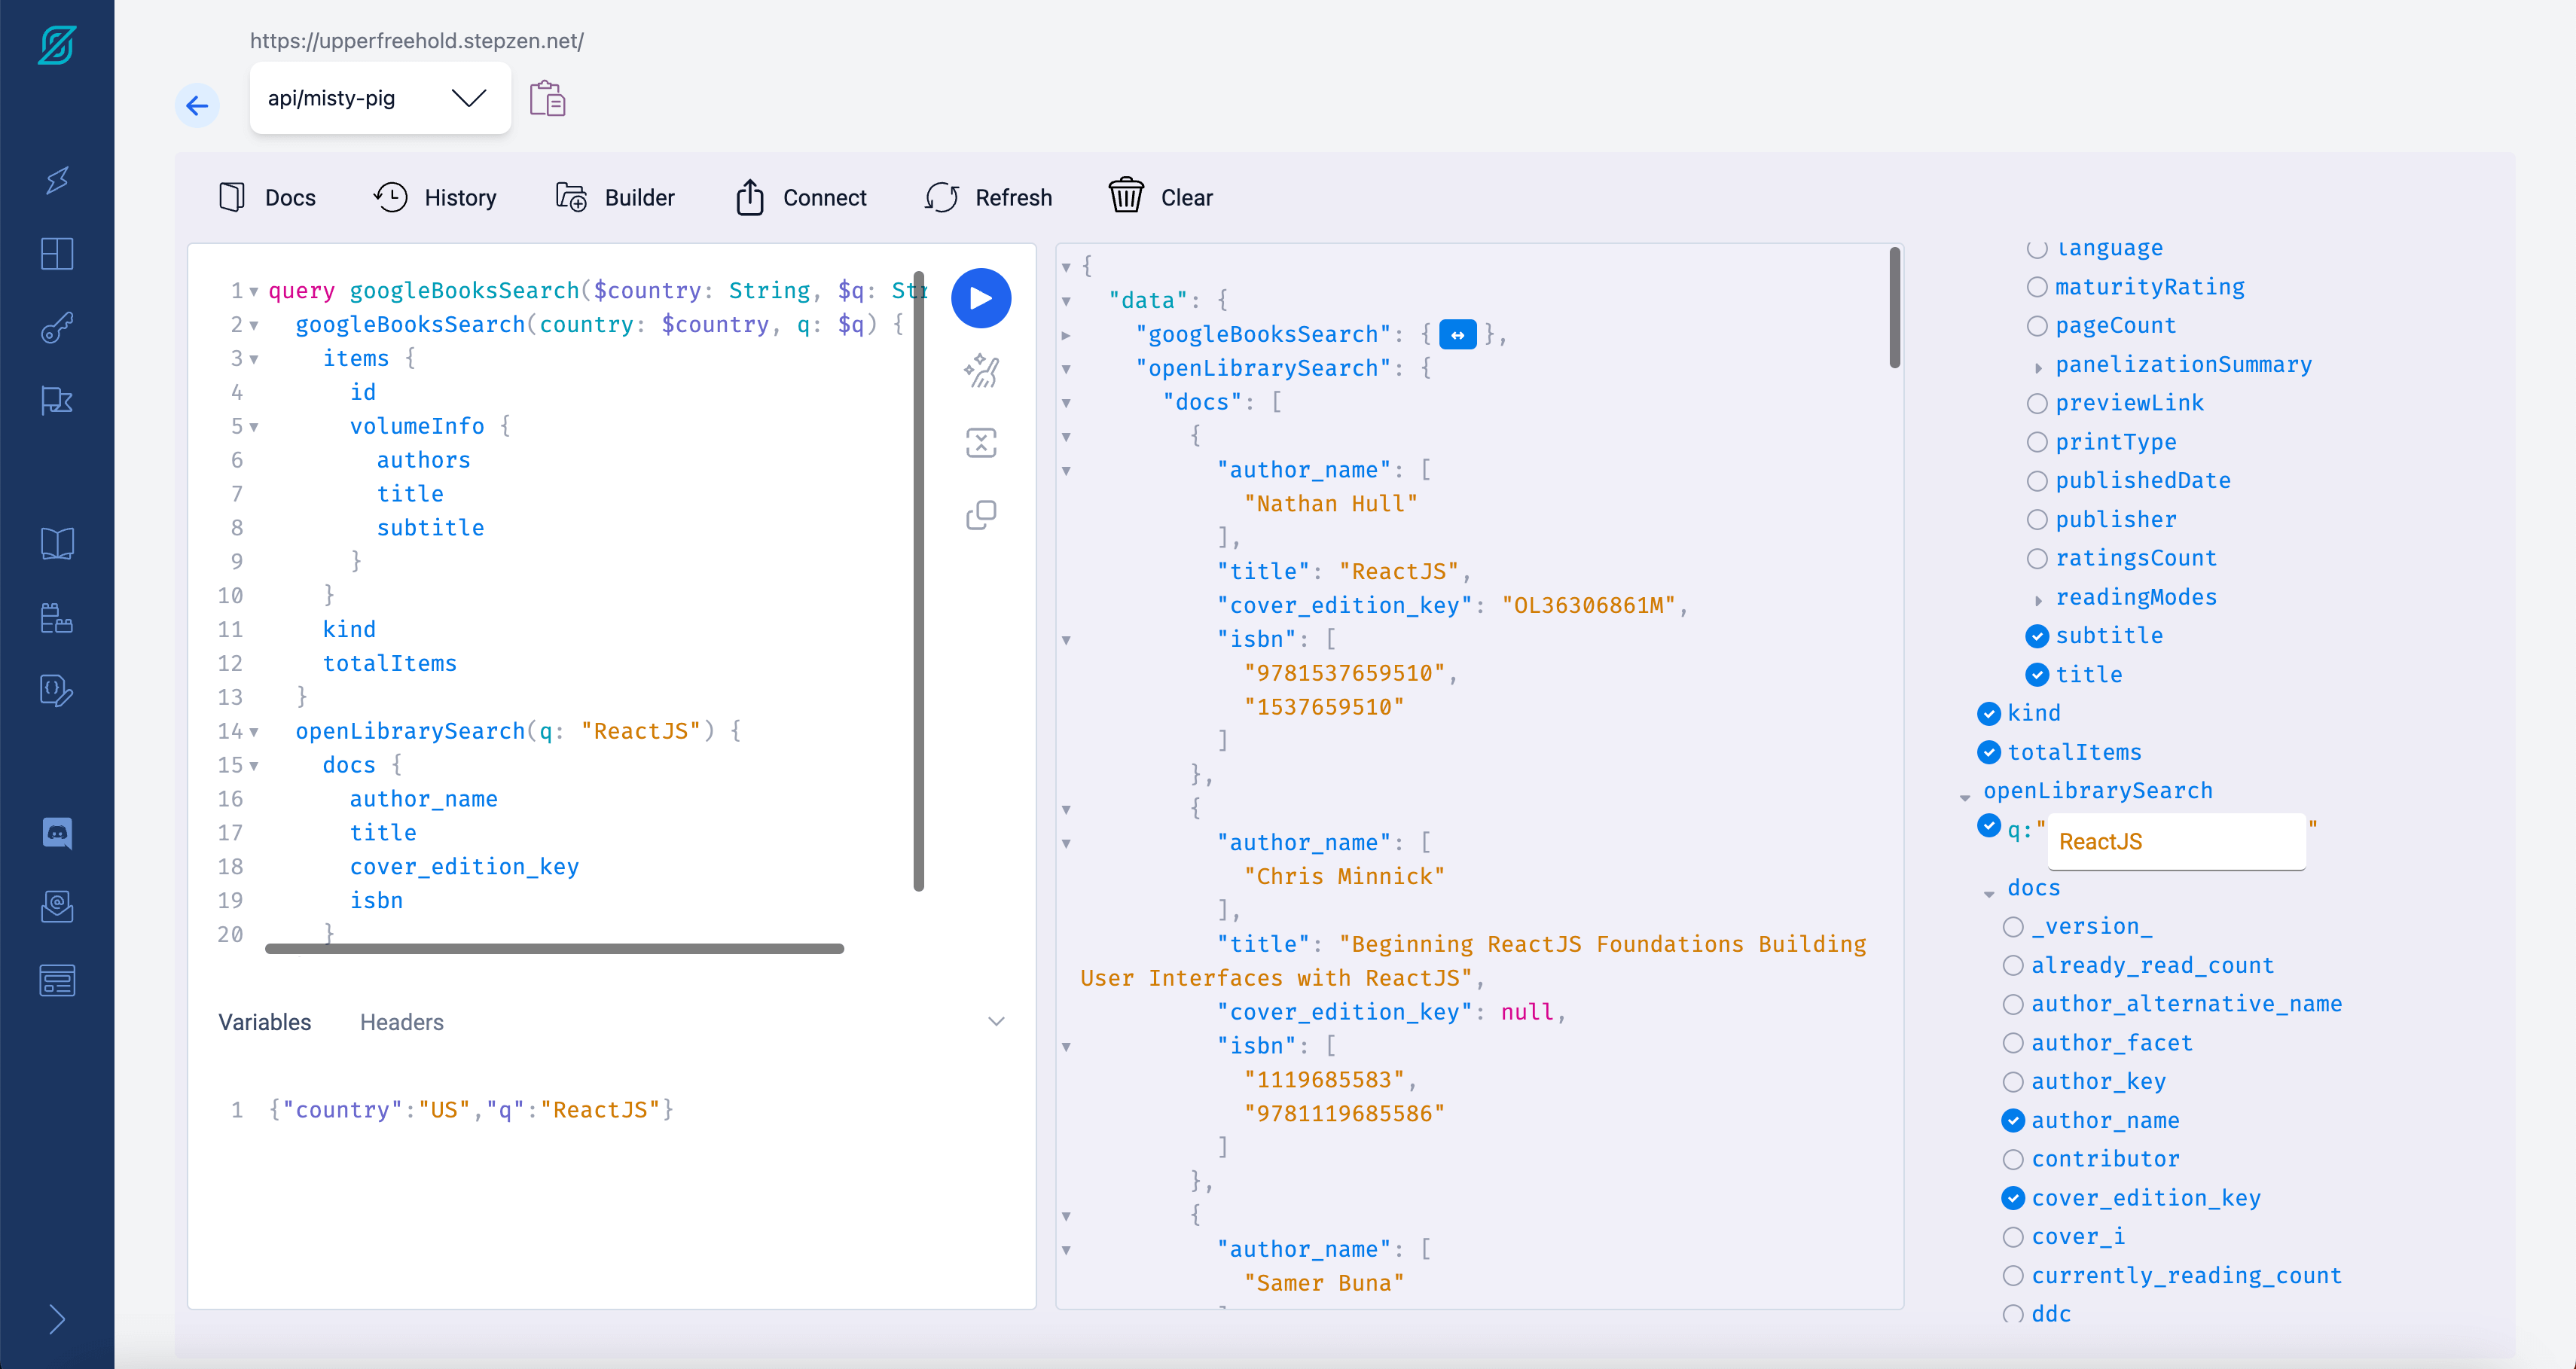 https://upperfreehold.stepzen.net/
api/misty-pig
Docs
History
Builder
Connect
Refresh
Clear
1 query googleBooksSearch($country: String, $q: Str
2 googleBooksSearch(country: $country, q: $q) {
3 items {
4 id
5 volumeInfo {
6 authors
7 title
8 subtitle
9 }
10 }
11 kind
12 totalItems
13 }
14 openLibrarySearch(q: "ReactJS") {
15 docs {
16 author_name
17 title
18 cover_edition_key
19 isbn
20 }
Variables
Headers
1 {"country":"US","q":"ReactJS"}
{
"data": {
"googleBooksSearch": { },
"openLibrarySearch": {
"docs": [
{
"author_name": [
"Nathan Hull"
],
"title": "ReactJS",
"cover_edition_key": "OL36306861M",
"isbn": [
"9781537659510",
"1537659510"
]
},
{
"author_name": [
"Chris Minnick"
],
"title": "Beginning ReactJS Foundations Building
User Interfaces with ReactJS",
"cover_edition_key": null,
"isbn": [
"1119685583",
"9781119685586"
]
},
{
"author_name": [
"Samer Buna"
language
maturityRating
pageCount
panelizationSummary
previewLink
printType
publishedDate
publisher
ratingsCount
readingModes
subtitle
title
kind
totalItems
openLibrarySearch
q:"ReactJS"
docs
_version_
already_read_count
author_alternative_name
author_facet
author_key
author_name
contributor
cover_edition_key
cover_i
currently_reading_count
ddc